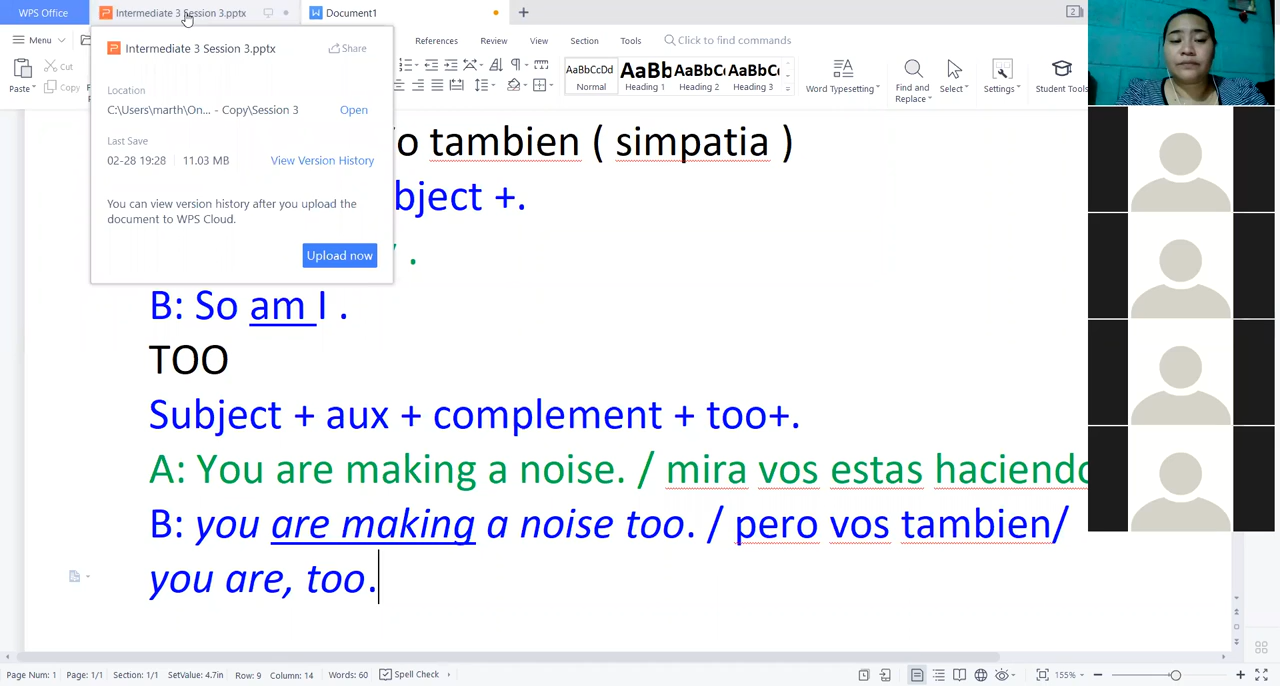 WPS Office
Intermediate 3 Session 3.pptx
Document1
2
Menu
References
Review
View
Section
Tools
Click to find commands
Paste
Cut
Copy
AaBbCcDd
Normal
AaBb
Heading 1
AaBbCc
Heading 2
AaBbCc
Heading 3
Word Typesetting
Find and
Replace
Select
Settings
Student Tools
Intermediate 3 Session 3.pptx
Share
Location
C:\Users\marth\On... - Copy\Session 3
Open
Last Save
02-28 19:28
11.03 MB
View Version History
You can view version history after you upload the
document to WPS Cloud.
Upload now
tambien ( simpatia )
bject +.
.
B: So am I .
TOO
Subject + aux + complement + too+.
A: You are making a noise. / mira vos estas haciendo
B: you are making a noise too. / pero vos tambien/
you are, too.
Page Num: 1
Page: 1/1
Section: 1/1
SetValue: 4.7in
Row: 9
Column: 14
Words: 60
Spell Check
155%